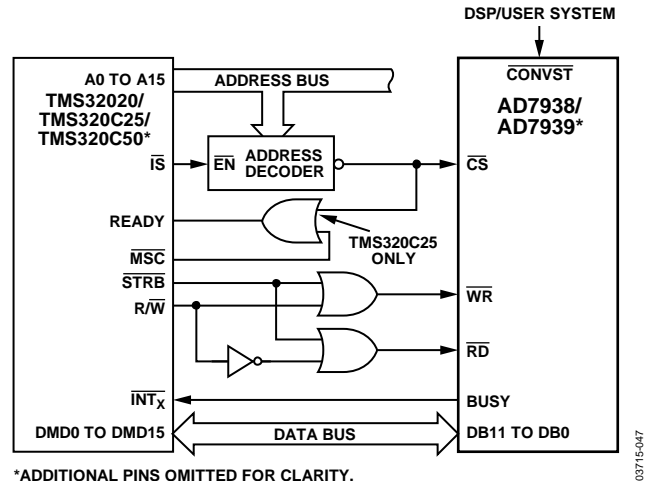 DSP/USER SYSTEM
A0 TO A15
ADDRESS BUS
CONVST
TMS32020/
TMS320C25/
TMS320C50*
AD7938/
AD7939*
IS
EN
ADDRESS
DECODER
CS
READY
TMS320C25
ONLY
MSC
STRB
R/W
WR
RD
INTX
BUSY
DMD0 TO DMD15
DATA BUS
DB11 TO DB0
*ADDITIONAL PINS OMITTED FOR CLARITY.
03715-047